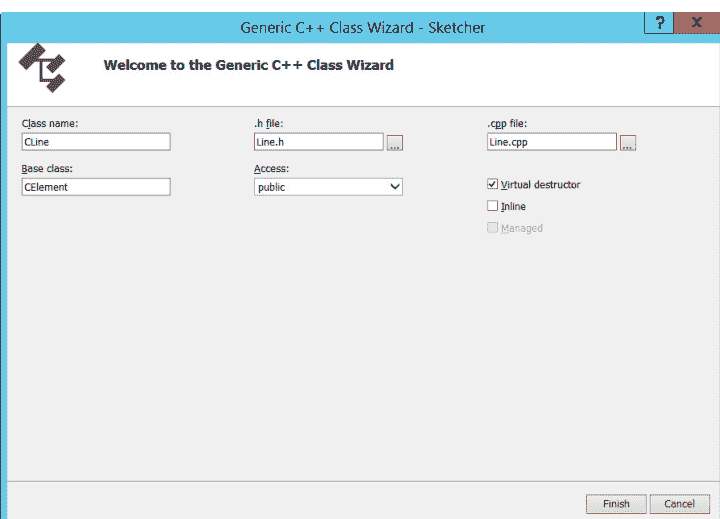 Generic C++ Class Wizard - Sketcher
? X
Welcome to the Generic C++ Class Wizard
Class name: .h file: .cpp file:
CLine Line.h ... Line.cpp ...
Base class: Access:
CElement public Virtual destructor
Inline
Managed
Finish Cancel